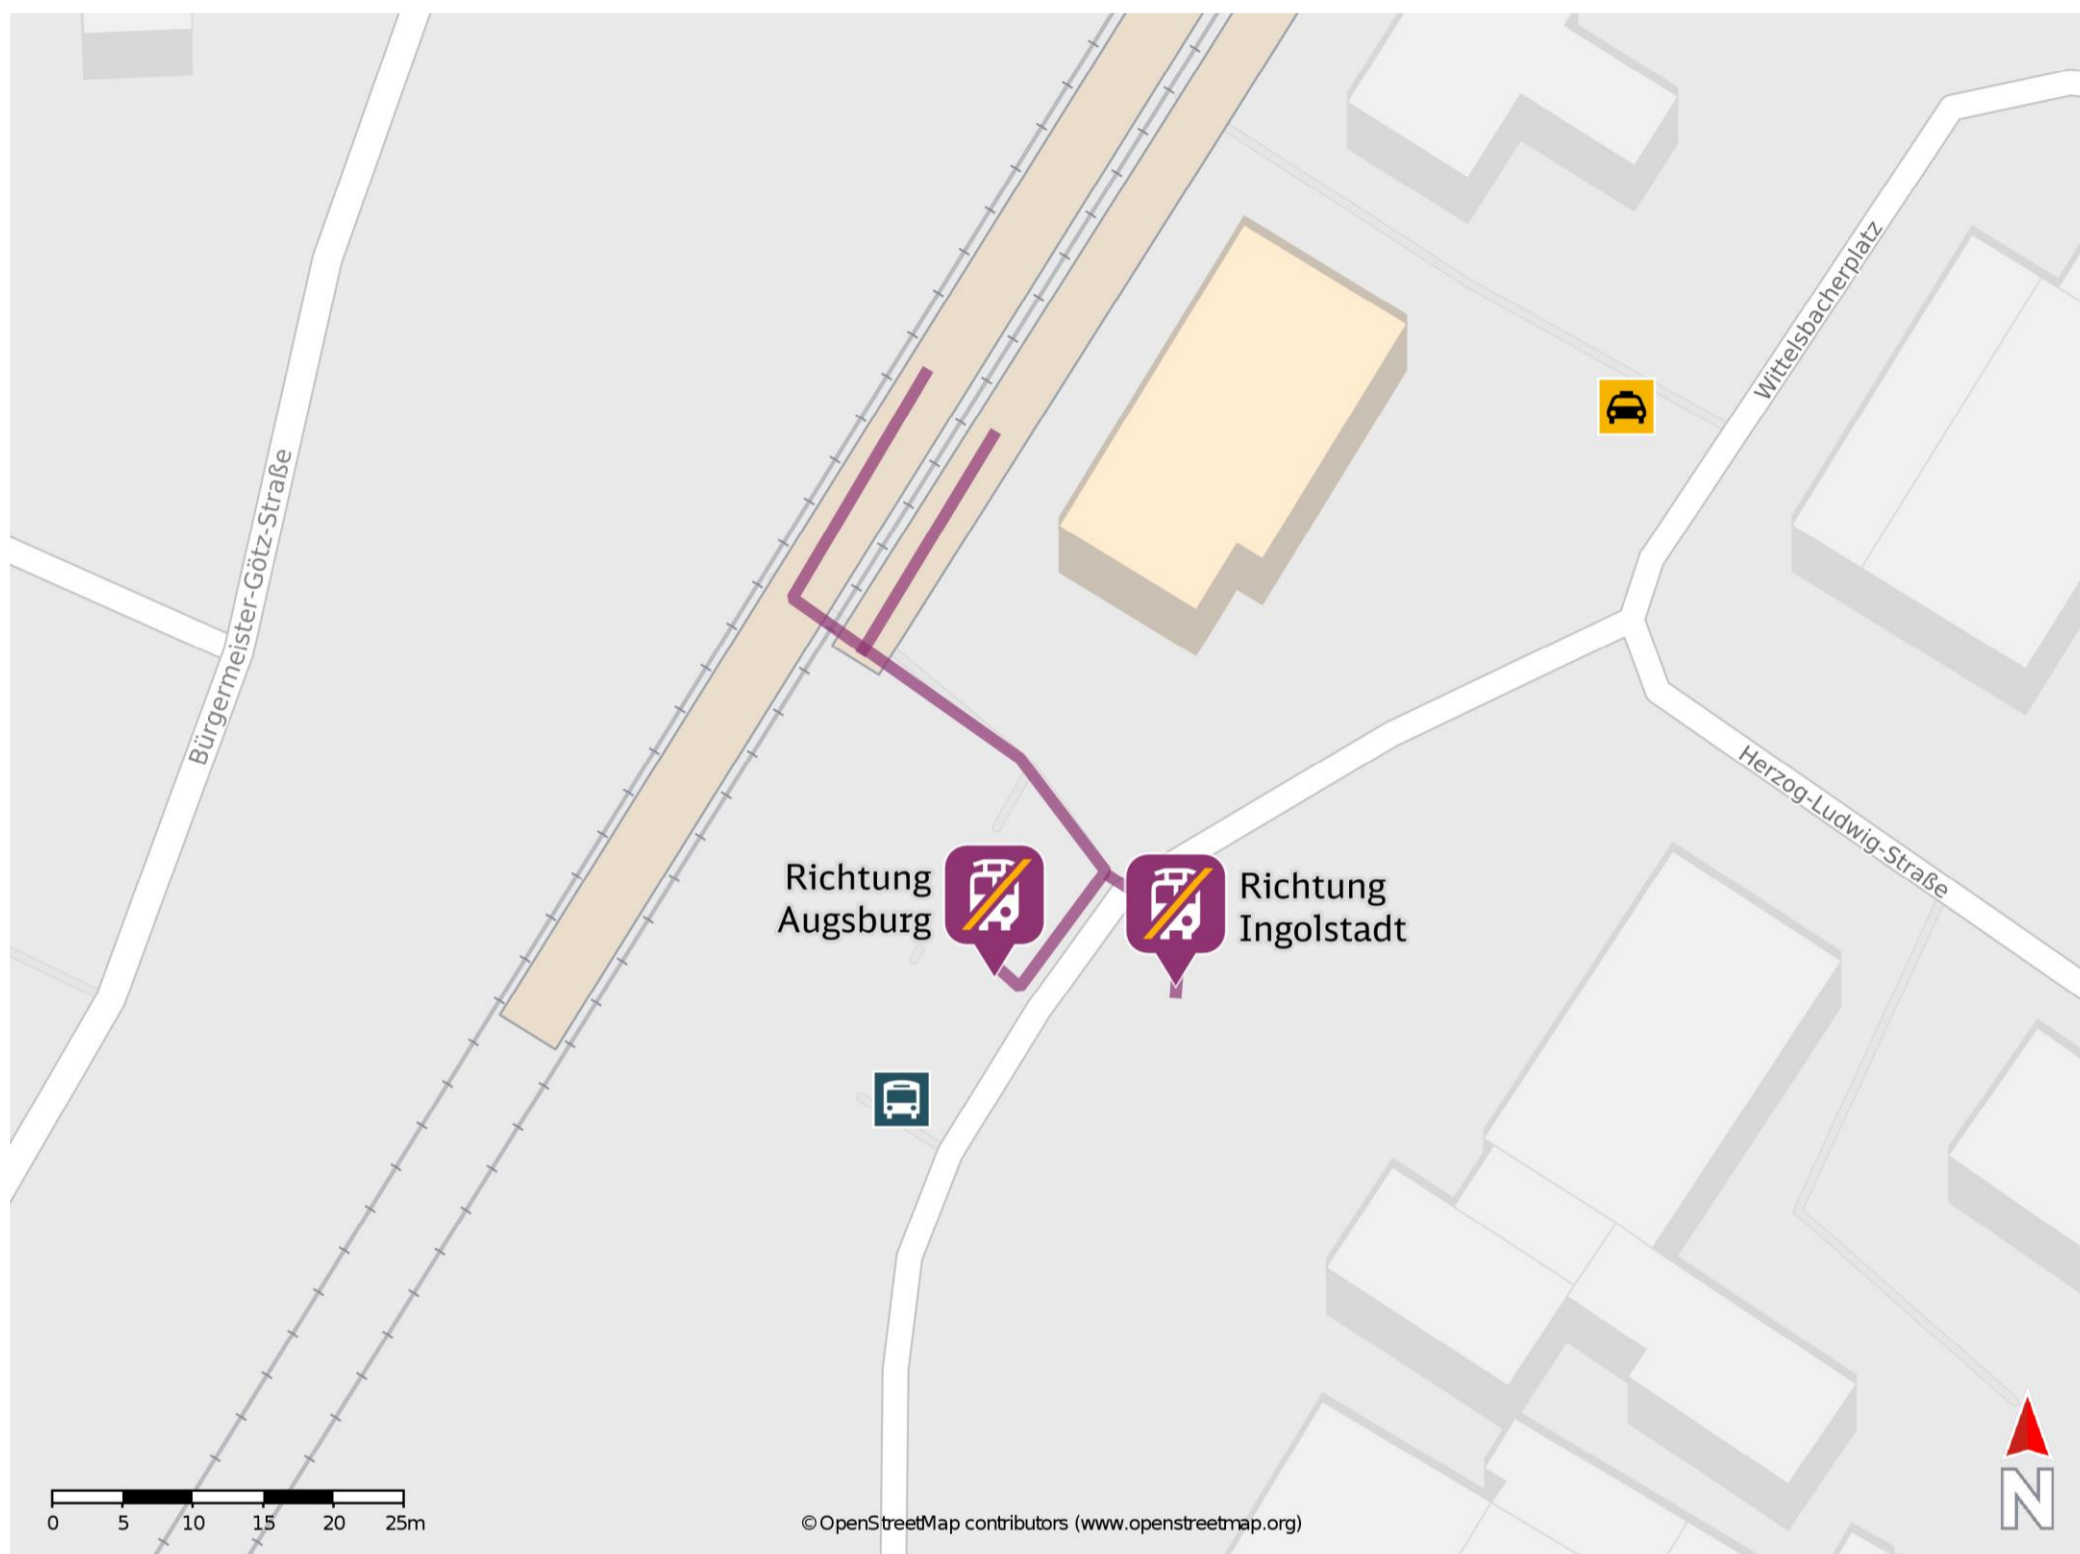 Wittelsbacherplatz
Bürgermeister-Götz-Straße
Herzog-Ludwig-Straße
Richtung
Augsburg
Richtung
Ingolstadt
0 5 10 15 20 25m
©OpenStreetMap contributors (www.openstreetmap.org)
N